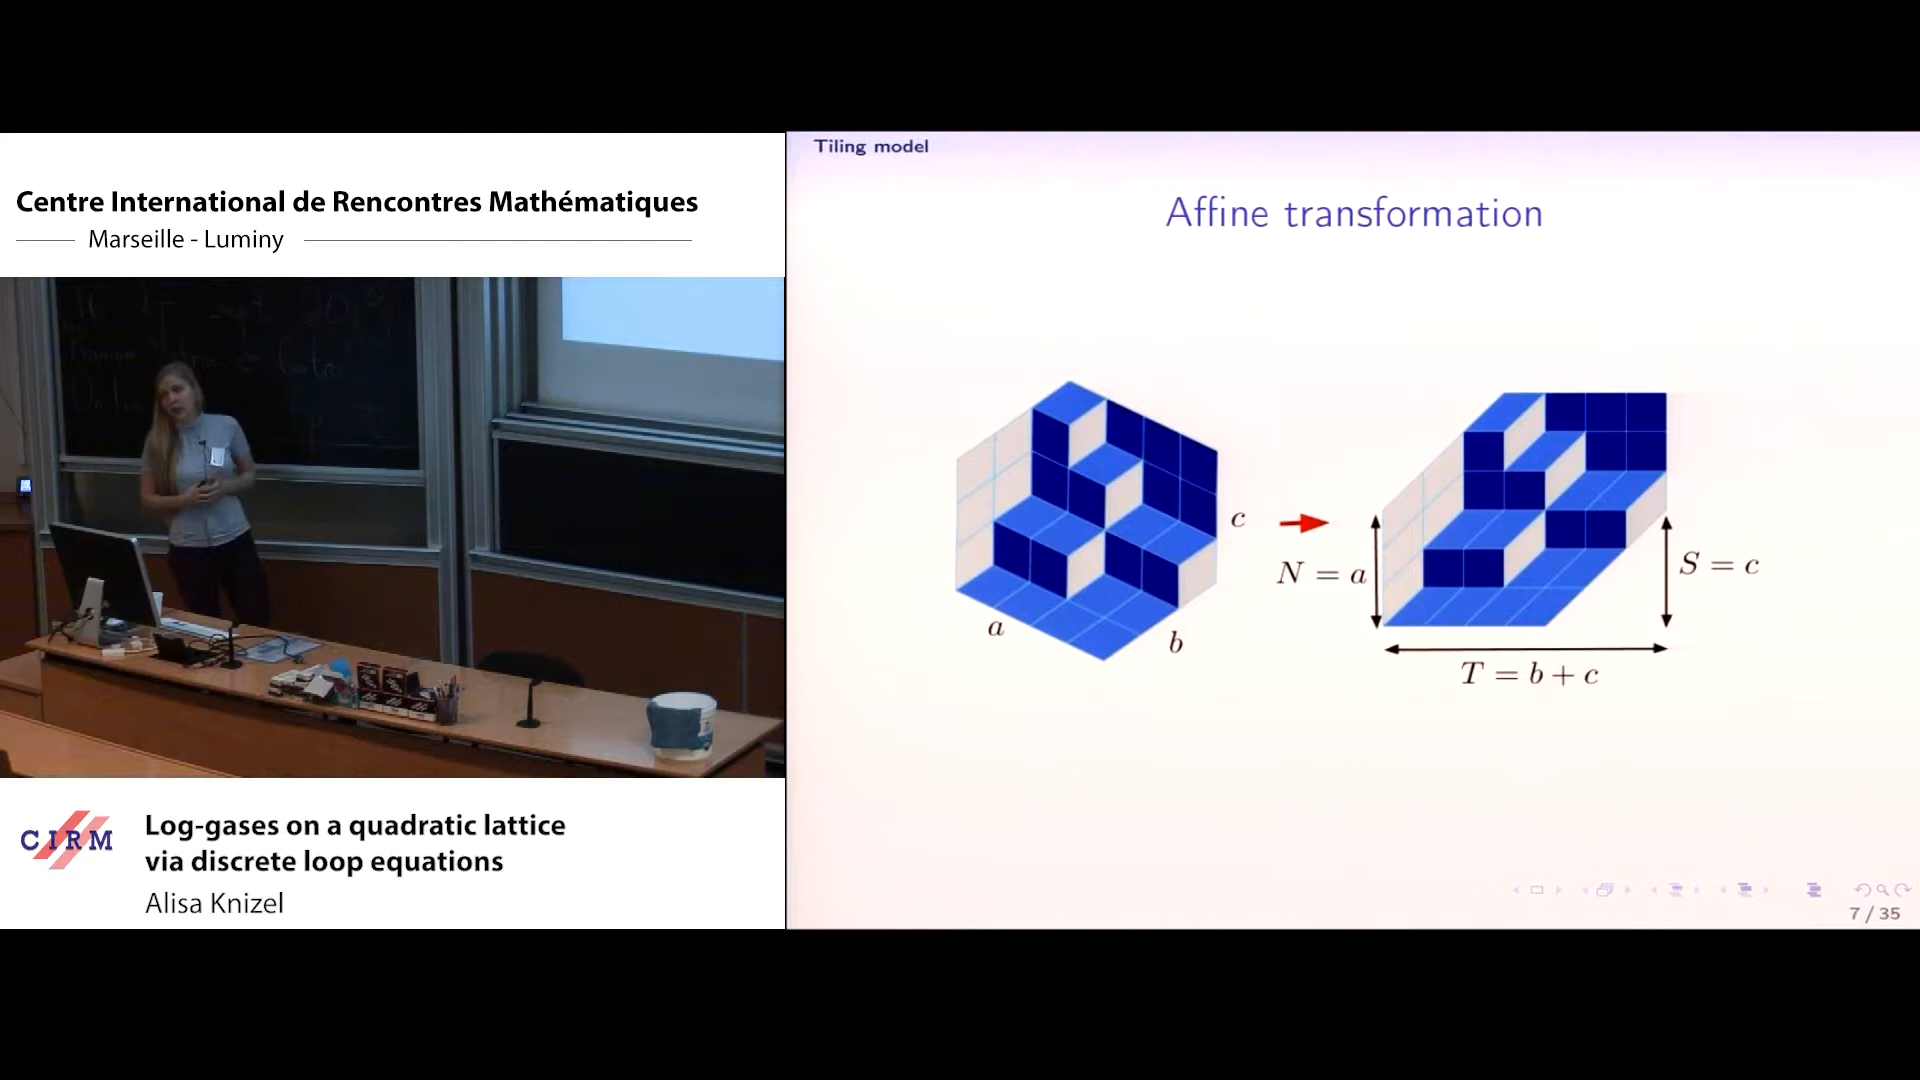 Centre International de Rencontres Mathématiques
Marseille - Luminy
CIRM
Log-gases on a quadratic lattice
via discrete loop equations
Alisa Knizel
Tiling model
Affine transformation
a
b
c
N = a
S = c
T = b + c
7 / 35